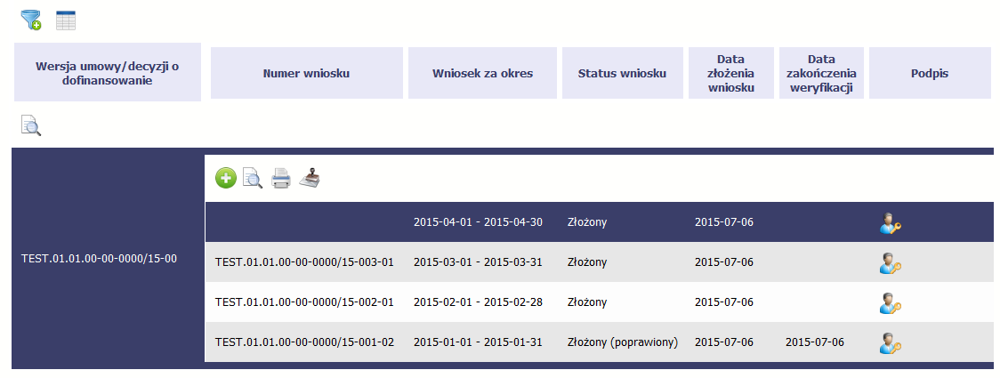 Wersja umowy/decyzji o
dofinansowanie
Numer wniosku
Wniosek za okres
Status wniosku
Data
złożenia
wniosku
Data
zakończenia
weryfikacji
Podpis
TEST.01.01.00-00-0000/15-00
2015-04-01 - 2015-04-30 Złożony 2015-07-06
TEST.01.01.00-00-0000/15-003-01 2015-03-01 - 2015-03-31 Złożony 2015-07-06
TEST.01.01.00-00-0000/15-002-01 2015-02-01 - 2015-02-28 Złożony 2015-07-06
TEST.01.01.00-00-0000/15-001-02 2015-01-01 - 2015-01-31 Złożony (poprawiony) 2015-07-06 2015-07-06